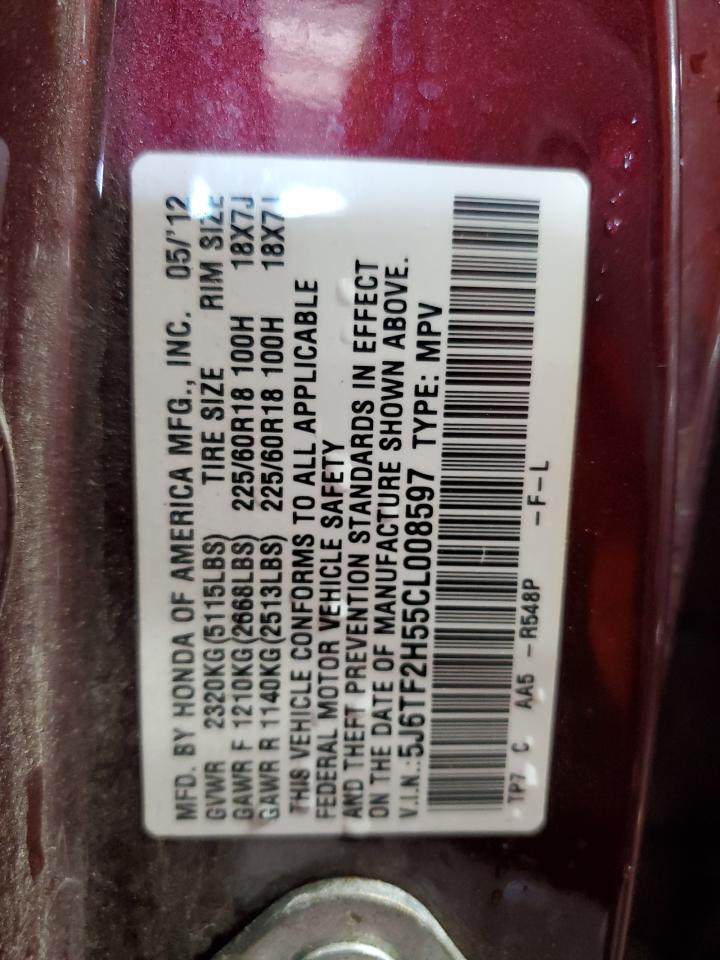 MFD. BY HONDA OF AMERICA MFG., INC. 05/'12
GVWR 2320KG(5115LBS) TIRE SIZE RIM SIZE
GAWR F 1210KG(2668LBS) 225/60R18 100H 18X7J
GAWR R 1140KG(2513LBS) 225/60R18 100H 18X7J
THIS VEHICLE CONFORMS TO ALL APPLICABLE
FEDERAL MOTOR VEHICLE SAFETY
AND THEFT PREVENTION STANDARDS IN EFFECT
ON THE DATE OF MANUFACTURE SHOWN ABOVE.
V.I.N.:5J6TF2H55CL008597 TYPE: MPV
TP7 C AA5 -R548P -F-L